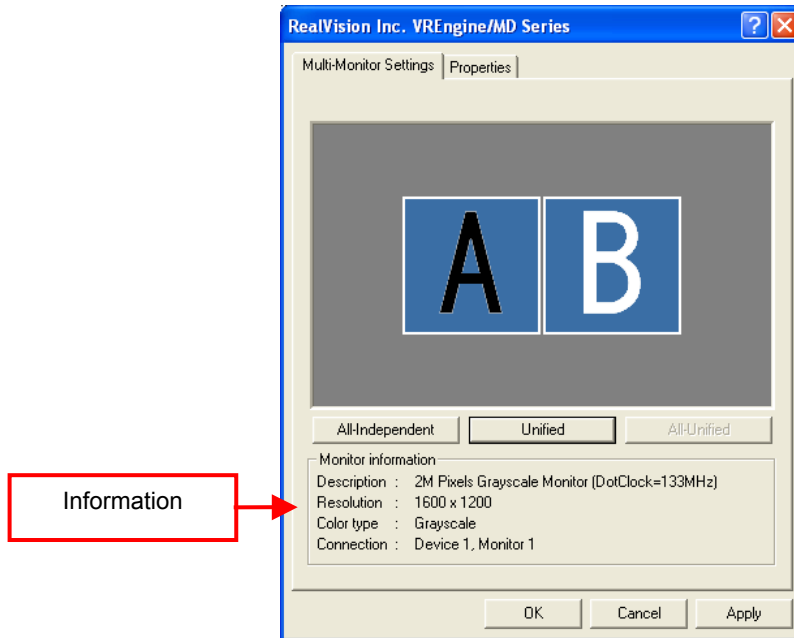 RealVision Inc. VREngine/MD Series
Multi-Monitor Settings Properties
A B
All-Independent Unified All-Unified
Monitor information
Description : 2M Pixels Grayscale Monitor (DotClock=133MHz)
Resolution : 1600 x 1200
Color type : Grayscale
Connection : Device 1, Monitor 1
Information
OK Cancel Apply